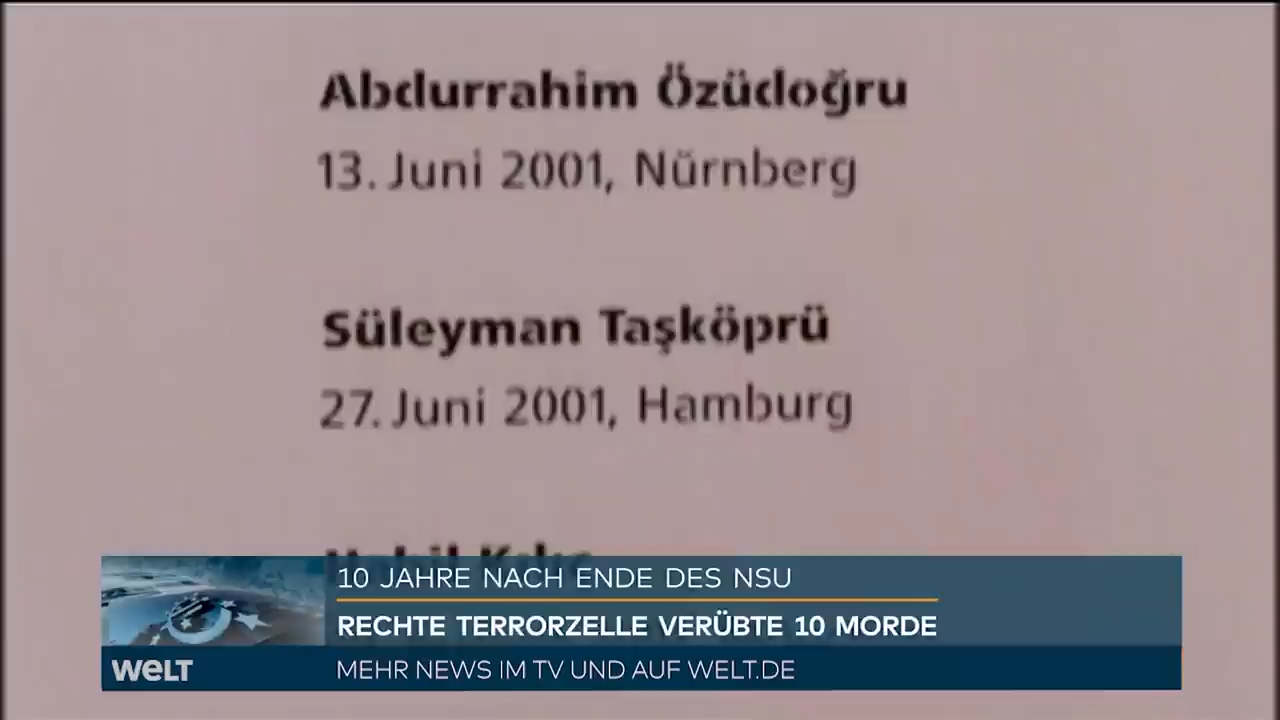 Abdurrahim Özüdoğru
13. Juni 2001, Nürnberg
Süleyman Taşköprü
27. Juni 2001, Hamburg
10 JAHRE NACH ENDE DES NSU
RECHTE TERRORZELLE VERÜBTE 10 MORDE
WELT MEHR NEWS IM TV UND AUF WELT.DE